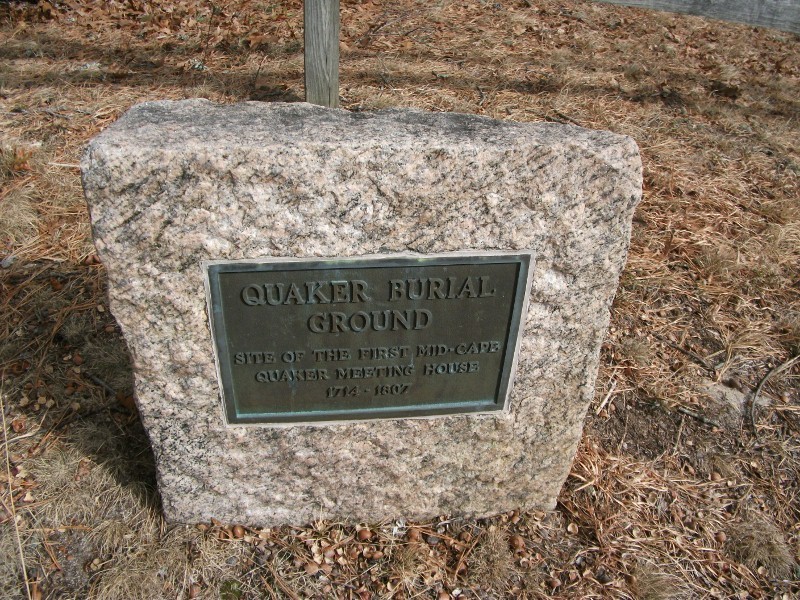 QUAKER BURIAL
GROUND
SITE OF THE FIRST MID-CAPE
QUAKER MEETING HOUSE
1714-1807